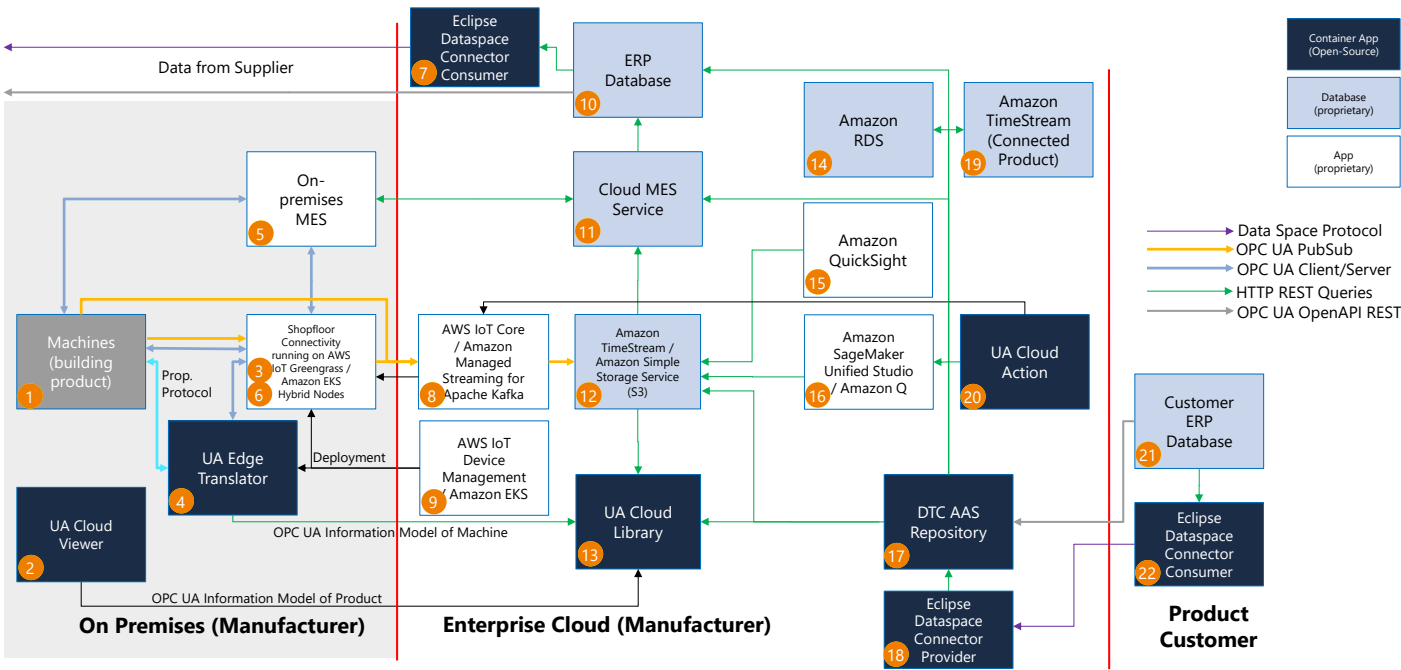 Eclipse
Dataspace
Connector
Consumer
7
Data from Supplier
ERP
Database
10
Amazon
RDS
14
Amazon
TimeStream
(Connected
Product)
19
Container App
(Open-Source)
Database
(proprietary)
App
(proprietary)
On-
premises
MES
5
Cloud MES
Service
11
Amazon
QuickSight
15
Data Space Protocol
OPC UA PubSub
OPC UA Client/Server
HTTP REST Queries
OPC UA OpenAPI REST
Machines
(building
product)
1
Prop.
Protocol
Shopfloor
Connectivity
running on AWS
IoT Greengrass /
Amazon EKS
Hybrid Nodes
3
6
AWS IoT Core
/ Amazon
Managed
Streaming for
Apache Kafka
8
Amazon
TimeStream /
Amazon Simple
Storage Service
(S3)
12
Amazon
SageMaker
Unified Studio
/ Amazon Q
16
UA Cloud
Action
20
Customer
ERP
Database
21
UA Edge
Translator
4
Deployment
AWS IoT
Device
Management
/ Amazon EKS
9
UA Cloud
Viewer
2
OPC UA Information Model of Machine
UA Cloud
Library
13
DTC AAS
Repository
17
Eclipse
Dataspace
Connector
Consumer
22
OPC UA Information Model of Product
Eclipse
Dataspace
Connector
Provider
18
On Premises (Manufacturer)
Enterprise Cloud (Manufacturer)
Product
Customer